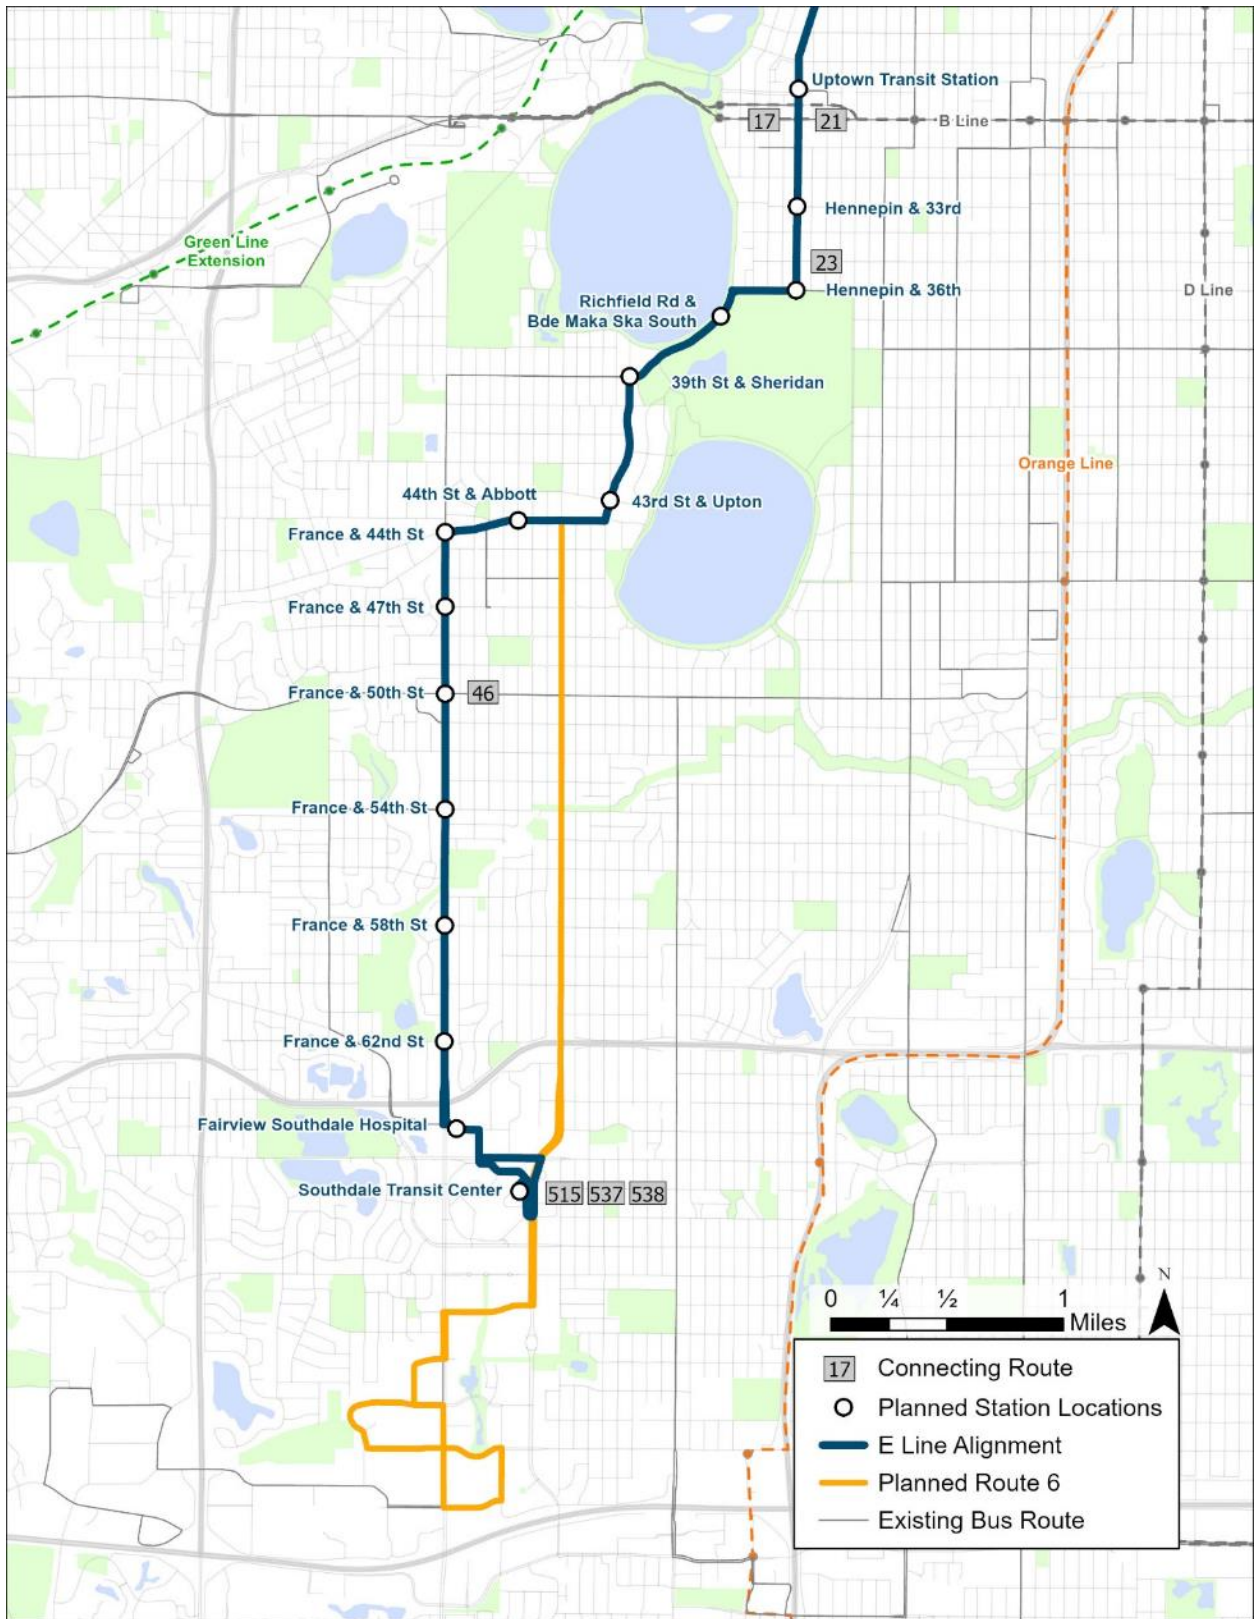 Uptown Transit Station
17
21
B Line
Hennepin & 33rd
Green Line
Extension
23
Hennepin & 36th
D Line
Richfield Rd &
Bde Maka Ska South
39th St & Sheridan
Orange Line
44th St & Abbott
43rd St & Upton
France & 44th St
France & 47th St
France & 50th St
46
France & 54th St
France & 58th St
France & 62nd St
Fairview Southdale Hospital
Southdale Transit Center
515
537
538
N
0 ¼ ½ 1
Miles
17 Connecting Route
Planned Station Locations
E Line Alignment
Planned Route 6
Existing Bus Route